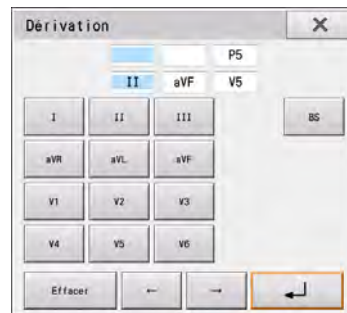 Dérivation
P5
II aVF V5
I II III BS
aVR aVL aVF
V1 V2 V3
V4 V5 V6
Effacer ← →